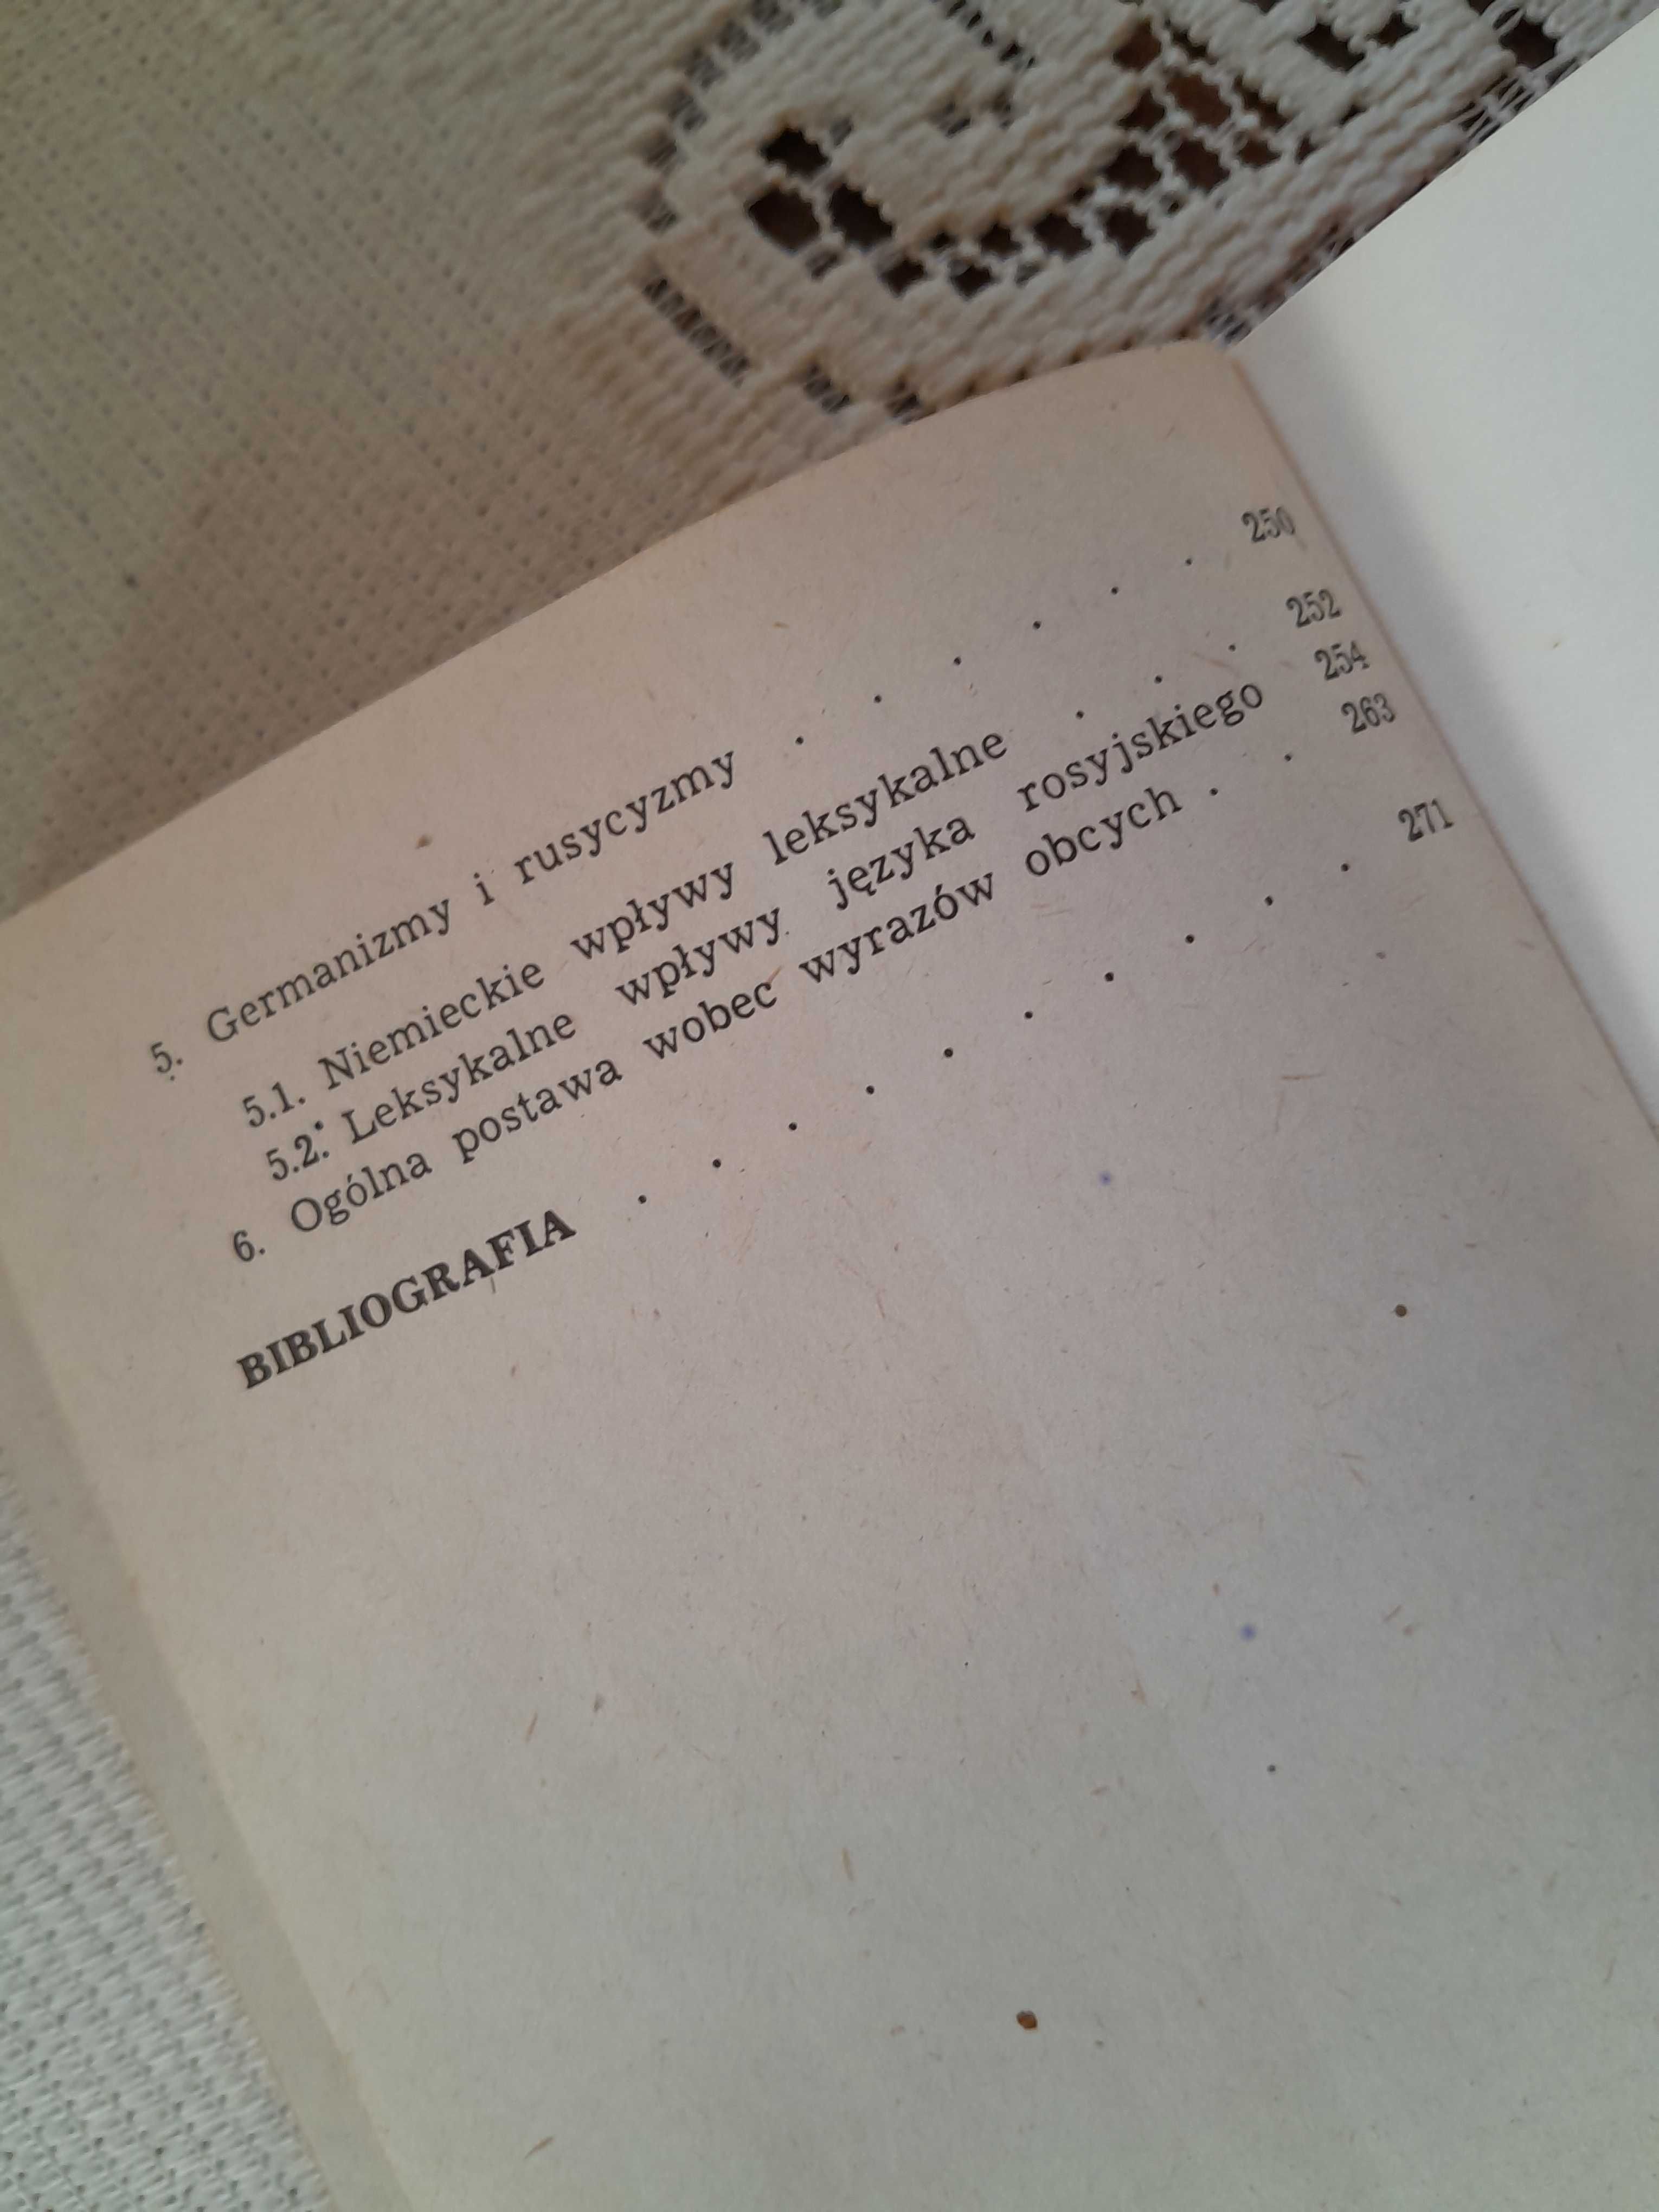 5. Germanizmy i rusycyzmy . . . . . . 250
5.1. Niemieckie wpływy leksykalne . . . 252
5.2. Leksykalne wpływy języka rosyjskiego 254
6. Ogólna postawa wobec wyrazów obcych . . 263
BIBLIOGRAFIA . . . . . . . . . . 271